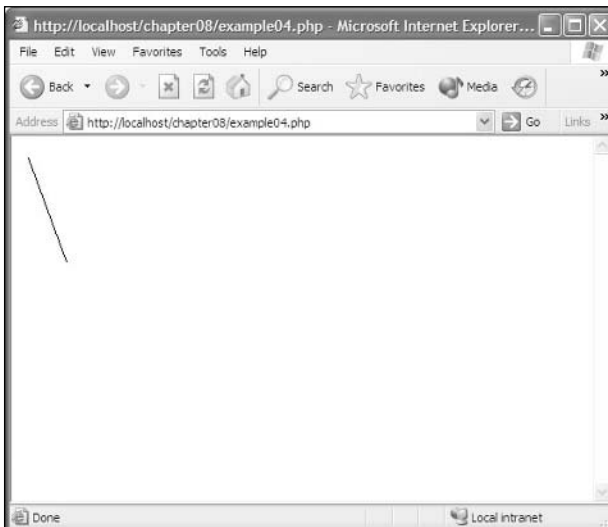 http://localhost/chapter08/example04.php - Microsoft Internet Explorer...
File Edit View Favorites Tools Help
Back Search Favorites Media »
Address http://localhost/chapter08/example04.php Go Links »
Done Local intranet